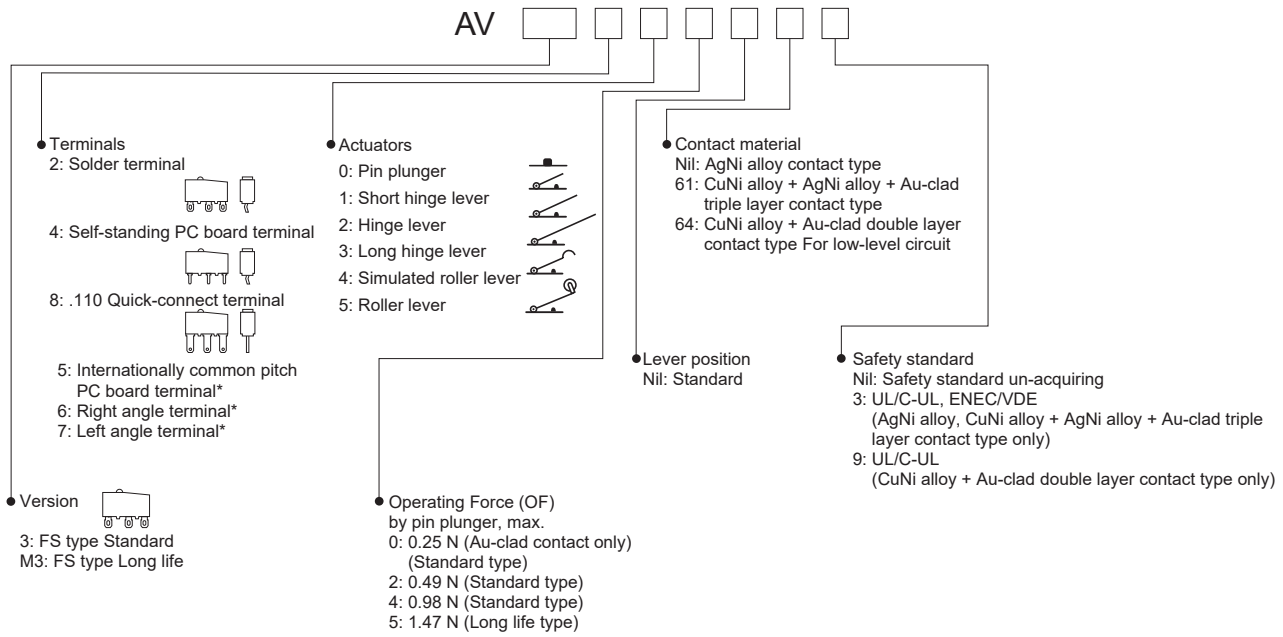 AV
Terminals
2: Solder terminal
4: Self-standing PC board terminal
8: .110 Quick-connect terminal
5: Internationally common pitch
PC board terminal*
6: Right angle terminal*
7: Left angle terminal*
Actuators
0: Pin plunger
1: Short hinge lever
2: Hinge lever
3: Long hinge lever
4: Simulated roller lever
5: Roller lever
Contact material
Nil: AgNi alloy contact type
61: CuNi alloy + AgNi alloy + Au-clad
triple layer contact type
64: CuNi alloy + Au-clad double layer
contact type For low-level circuit
Lever position
Nil: Standard
Safety standard
Nil: Safety standard un-acquiring
3: UL/C-UL, ENEC/VDE
(AgNi alloy, CuNi alloy + AgNi alloy + Au-clad triple
layer contact type only)
9: UL/C-UL
(CuNi alloy + Au-clad double layer contact type only)
Version
3: FS type Standard
M3: FS type Long life
Operating Force (OF)
by pin plunger, max.
0: 0.25 N (Au-clad contact only)
(Standard type)
2: 0.49 N (Standard type)
4: 0.98 N (Standard type)
5: 1.47 N (Long life type)